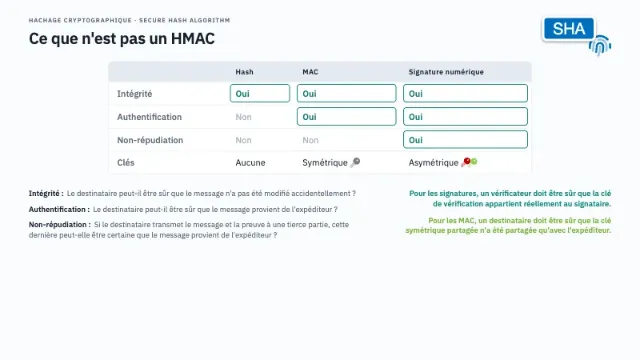 HACHAGE CRYPTOGRAPHIQUE - SECURE HASH ALGORITHM
Ce que n'est pas un HMAC
SHA
Hash MAC Signature numérique
Intégrité Oui Oui Oui
Authentification Non Oui Oui
Non-répudiation Non Non Oui
Clés Aucune Symétrique Asymétrique
Intégrité : Le destinataire peut-il être sûr que le message n'a pas été modifié accidentellement ?
Authentification : Le destinataire peut-il être sûr que le message provient de l'expéditeur ?
Non-répudiation : Si le destinataire transmet le message et la preuve à une tierce partie, cette
dernière peut-elle être certaine que le message provient de l'expéditeur ?
Pour les signatures, un vérificateur doit être sûr que la clé
de vérification appartient réellement au signataire.
Pour les MAC, un destinataire doit être sûr que la clé
symétrique partagée n'a été partagée qu'avec l'expéditeur.